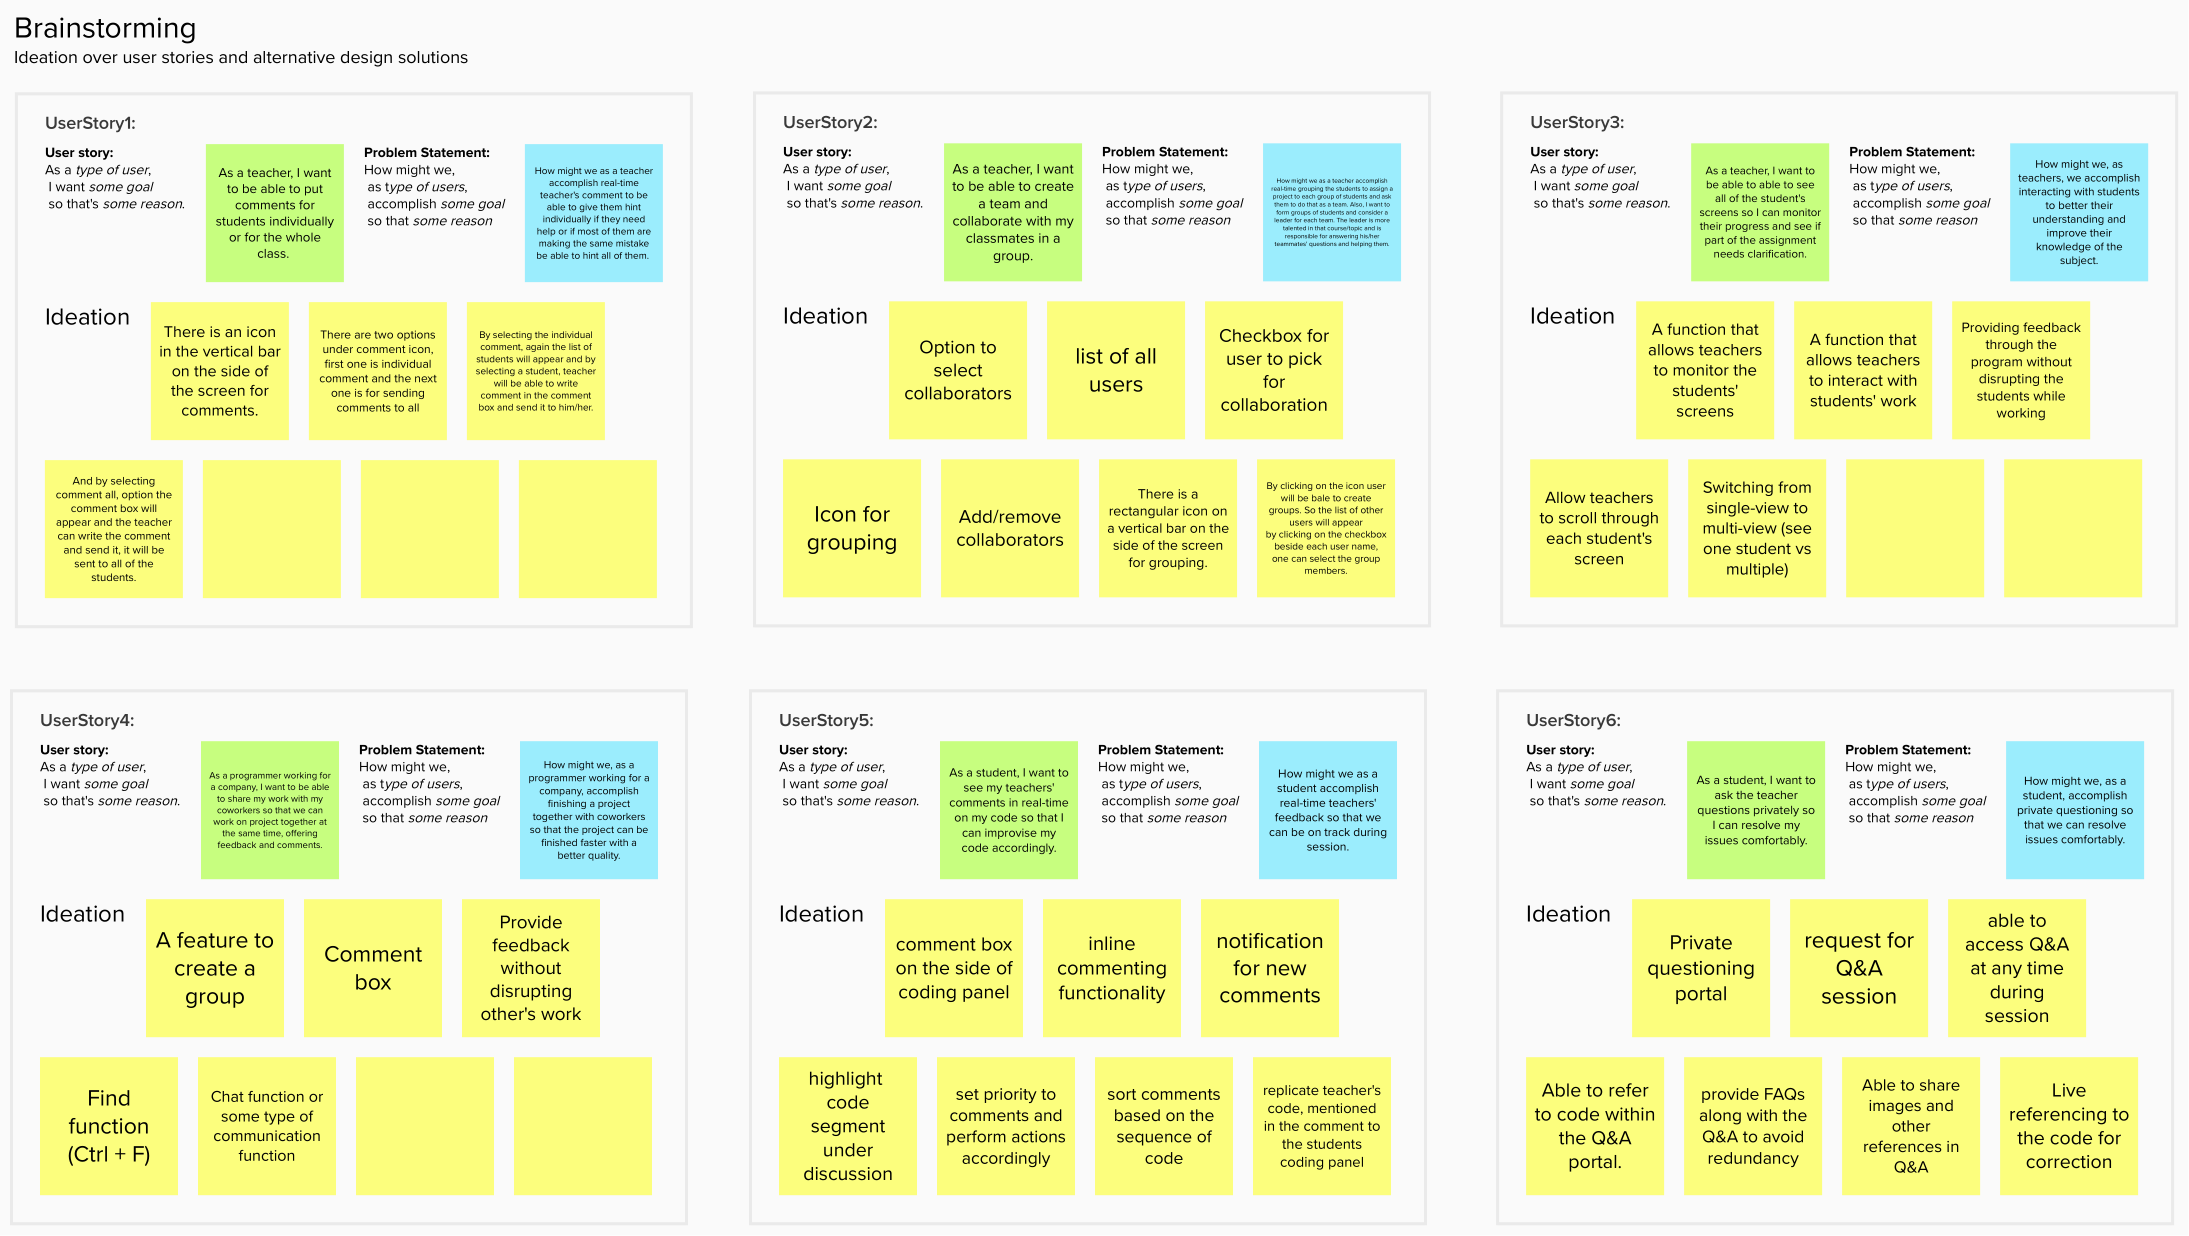 Brainstorming
Ideation over user stories and alternative design solutions
UserStory1:
User story:
As a type of user,
I want some goal
so that's some reason.
As a teacher, I want
to be able to put
comments for
students individually
or for the whole
class.
Problem Statement:
How might we,
as type of users,
accomplish some goal
so that some reason
How might we as a teacher
accomplish real-time
teacher's comment to be
able to give them hint
individually if they need
help or if most of them are
making the same mistake
be able to hint all of them.
Ideation
There is an icon
in the vertical bar
on the side of
the screen for
comments.
There are two options
under comment icon,
first one is individual
comment and the next
one is for sending
comments to all
By selecting the individual
comment, again the list of
students will appear and by
selecting a student, teacher
will be able to write
comment in the comment
box and send it to him/her.
And by selecting
comment all, option the
comment box will
appear and the teacher
can write the comment
and send it, it will be
sent to all of the
students.
UserStory2:
User story:
As a type of user,
I want some goal
so that's some reason.
As a teacher, I want
to be able to create
a team and
collaborate with my
classmates in a
group.
Problem Statement:
How might we,
as type of users,
accomplish some goal
so that some reason
How might we as a teacher accomplish
real-time grouping the students to assign a
project to each group of students and ask
them to do that as a team. Also, I want to
form groups of students and consider a
leader for each team. The leader is more
talented in that course/topic and is
responsible for answering his/her
teammates' questions and helping them.
Ideation
Option to
select
collaborators
list of all
users
Checkbox for
user to pick
for
collaboration
Icon for
grouping
Add/remove
collaborators
There is a
rectangular icon on
a vertical bar on the
side of the screen
for grouping.
By clicking on the icon user
will be bale to create
groups. So the list of other
users will appear
by clicking on the checkbox
beside each user name,
one can select the group
members.
UserStory3:
User story:
As a type of user,
I want some goal
so that's some reason.
As a teacher, I want to
be able to able to see
all of the student's
screens so I can monitor
their progress and see if
part of the assignment
needs clarification.
Problem Statement:
How might we,
as type of users,
accomplish some goal
so that some reason
How might we, as
teachers, we accomplish
interacting with students
to better their
understanding and
improve their
knowledge of the
subject.
Ideation
A function that
allows teachers
to monitor the
students'
screens
A function that
allows teachers
to interact with
students' work
Providing feedback
through the
program without
disrupting the
students while
working
Allow teachers
to scroll through
each student's
screen
Switching from
single-view to
multi-view (see
one student vs
multiple)
UserStory4:
User story:
As a type of user,
I want some goal
so that's some reason.
As a programmer working for
a company, I want to be able
to share my work with my
coworkers so that we can
work on project together at
the same time, offering
feedback and comments.
Problem Statement:
How might we,
as type of users,
accomplish some goal
so that some reason
How might we, as a
programmer working for a
company, accomplish
finishing a project
together with coworkers
so that the project can be
finished faster with a
better quality.
Ideation
A feature to
create a
group
Comment
box
Provide
feedback
without
disrupting
other's work
Find
function
(Ctrl + F)
Chat function or
some type of
communication
function
UserStory5:
User story:
As a type of user,
I want some goal
so that's some reason.
As a student, I want to
see my teachers'
comments in real-time
on my code so that I
can improvise my
code accordingly.
Problem Statement:
How might we,
as type of users,
accomplish some goal
so that some reason
How might we as a
student accomplish
real-time teachers'
feedback so that we
can be on track during
session.
Ideation
comment box
on the side of
coding panel
inline
commenting
functionality
notification
for new
comments
highlight
code
segment
under
discussion
set priority to
comments and
perform actions
accordingly
sort comments
based on the
sequence of
code
replicate teacher's
code, mentioned
in the comment to
the students
coding panel
UserStory6:
User story:
As a type of user,
I want some goal
so that's some reason.
As a student, I want to
ask the teacher
questions privately so
I can resolve my
issues comfortably.
Problem Statement:
How might we,
as type of users,
accomplish some goal
so that some reason
How might we, as a
student, accomplish
private questioning so
that we can resolve
issues comfortably.
Ideation
Private
questioning
portal
request for
Q&A
session
able to
access Q&A
at any time
during
session
Able to refer
to code within
the Q&A
portal.
provide FAQs
along with the
Q&A to avoid
redundancy
Able to share
images and
other
references in
Q&A
Live
referencing to
the code for
correction